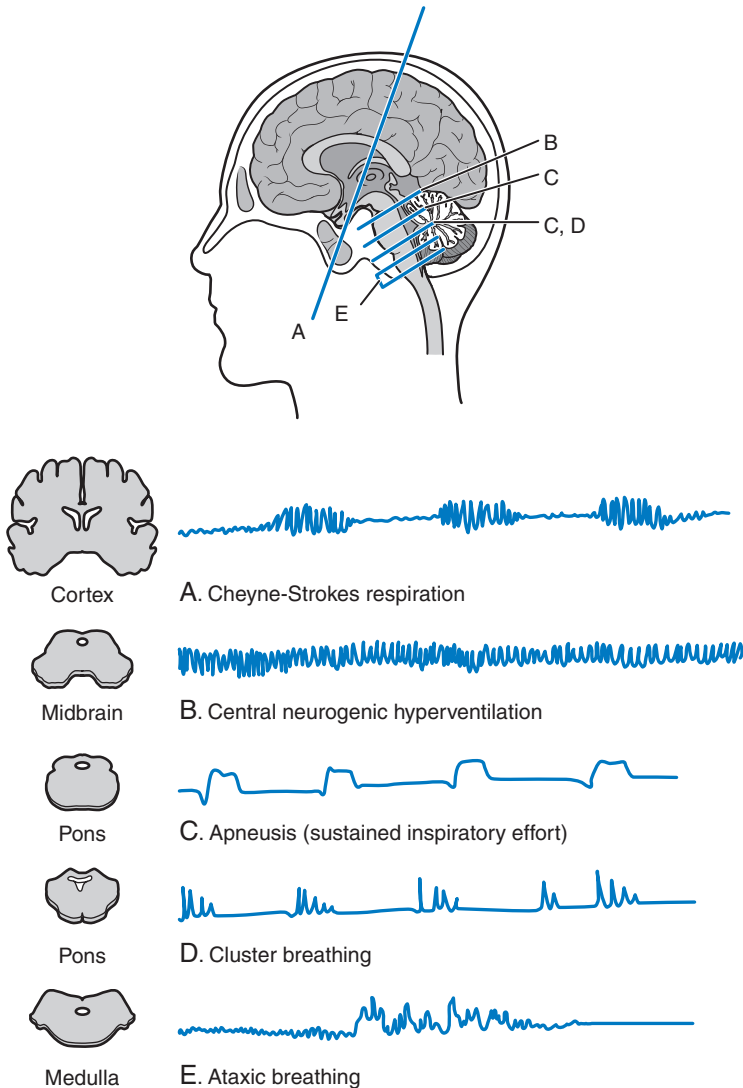 B
C
C, D
E
A
Cortex
A. Cheyne-Strokes respiration
Midbrain
B. Central neurogenic hyperventilation
Pons
C. Apneusis (sustained inspiratory effort)
Pons
D. Cluster breathing
Medulla
E. Ataxic breathing